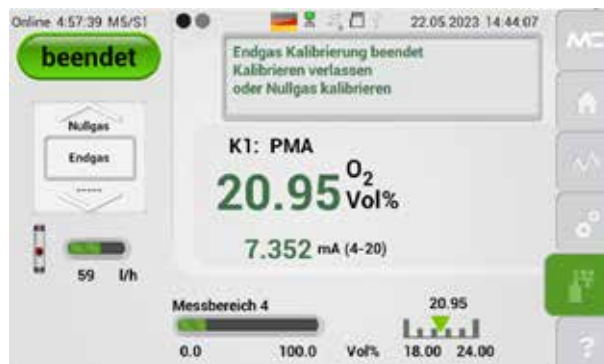 Online 4:57:39 M5/S1
22.05.2023 14:44:07
beendet
Endgas Kalibrierung beendet
Kalibrieren verlassen
oder Nullgas kalibrieren
MC
Nullgas
Endgas
-----
K1: PMA
20.95 O2 Vol%
7.352 mA (4-20)
59 l/h
Messbereich 4
20.95
0.0 100.0 Vol% 18.00 24.00
?